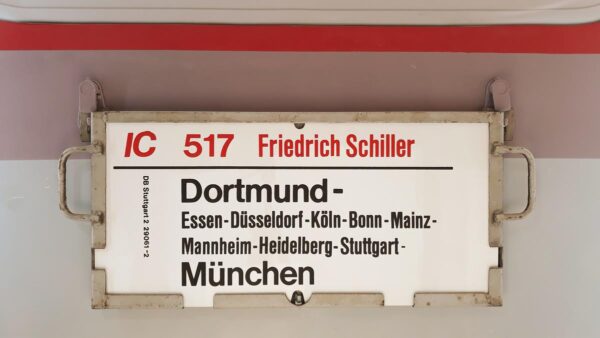 IC 517 Friedrich Schiller
Dortmund-
Essen-Düsseldorf-Köln-Bonn-Mainz-
Mannheim-Heidelberg-Stuttgart-
München
DB Stuttgart 2 29061-2